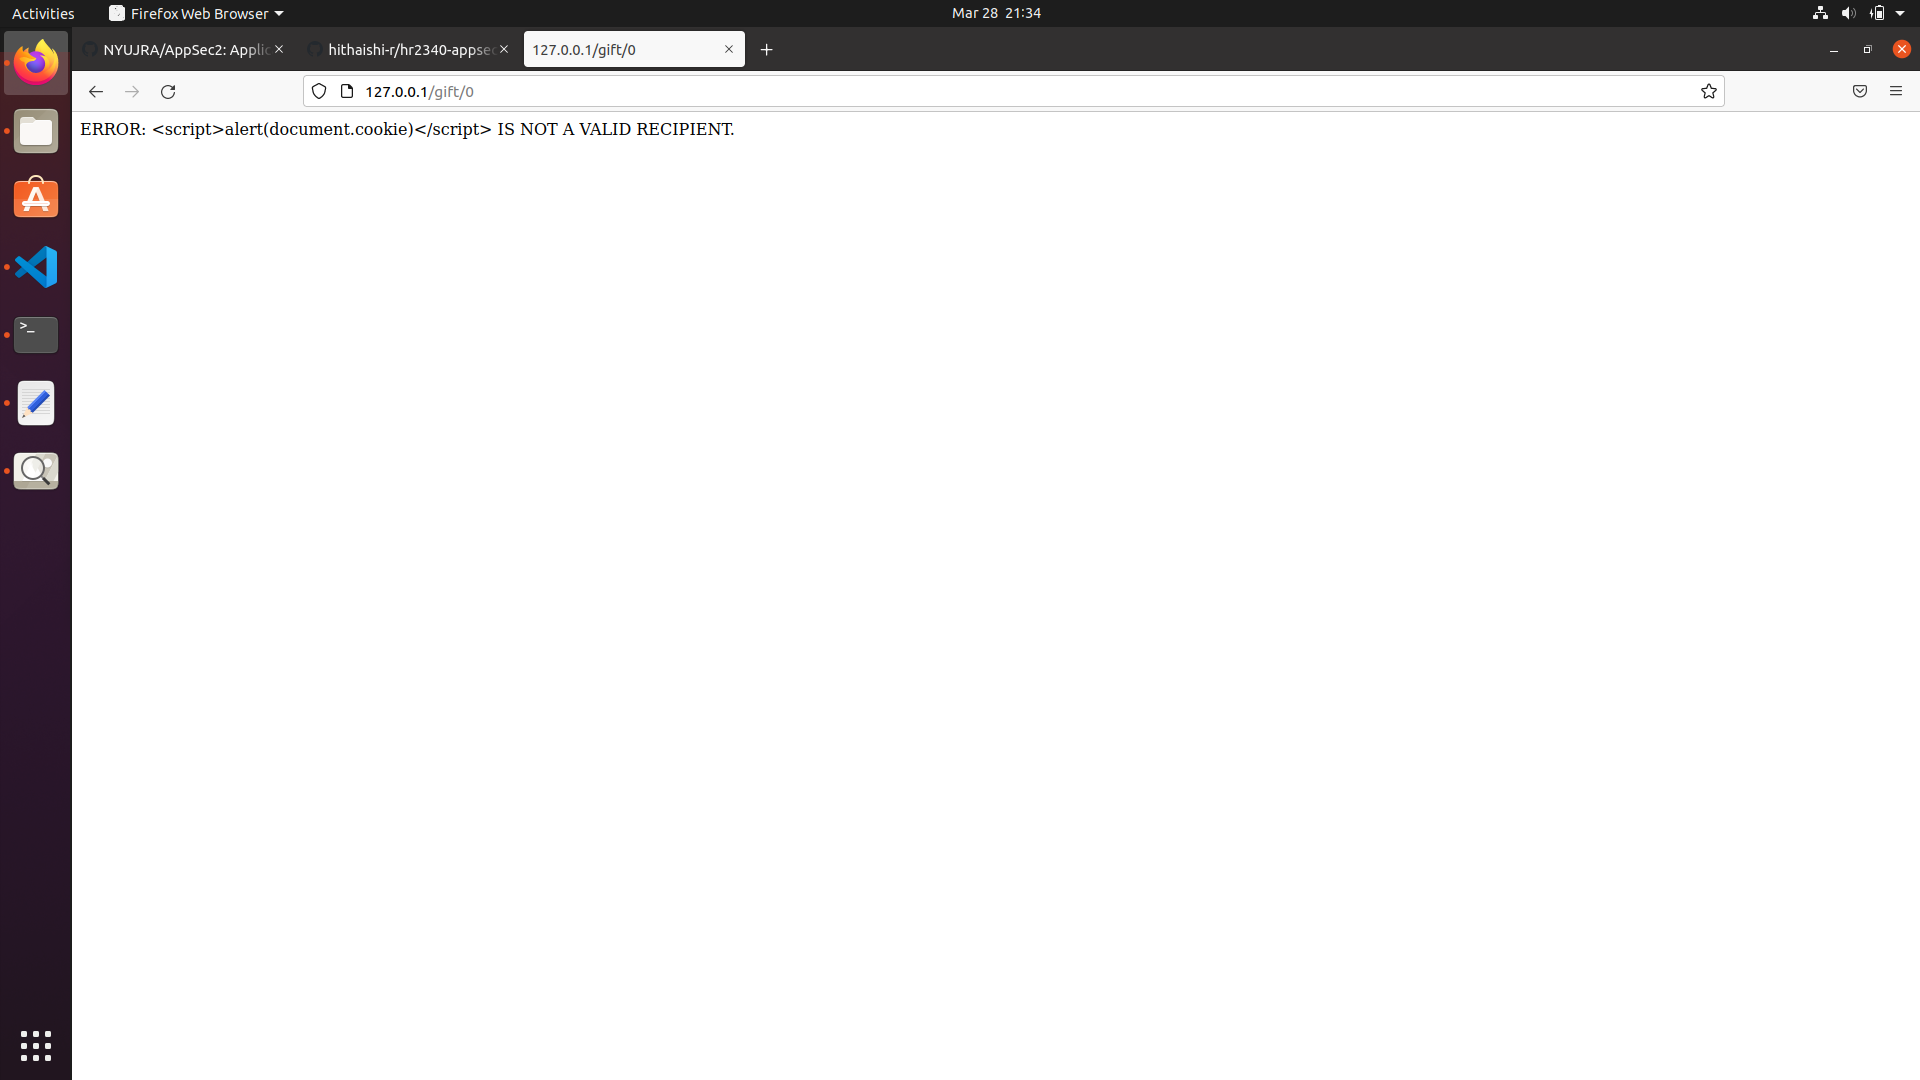 Activities
Firefox Web Browser
Mar 28 21:34
NYUJRA/AppSec2: Applic
hithaishi-r/hr2340-appsec
127.0.0.1/gift/0
127.0.0.1/gift/0
ERROR: <script>alert(document.cookie)</script> IS NOT A VALID RECIPIENT.
>_